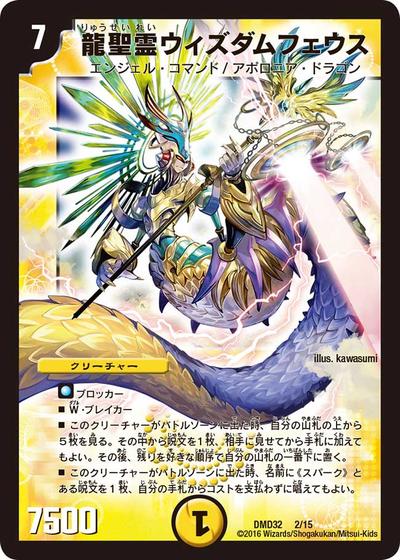 7
りゅうせいれい
龍聖霊ウィズダムフェウス
エンジェル・コマンド / アポロニア・ドラゴン
illus. kawasumi
クリーチャー
ブロッカー
■ W・ブレイカー
■ このクリーチャーがバトルゾーンに出た時、自分の山札の上から
5枚を見る。その中から呪文を1枚、相手に見せてから手札に加えて
もよい。その後、残りを好きな順序で自分の山札の一番下に置く。
■ このクリーチャーがバトルゾーンに出た時、名前に《スパーク》と
ある呪文を1枚、自分の手札からコストを支払わずに唱えてもよい。
7500
1
DMD32 2/15
©2016 Wizards/Shogakukan/Mitsui-Kids